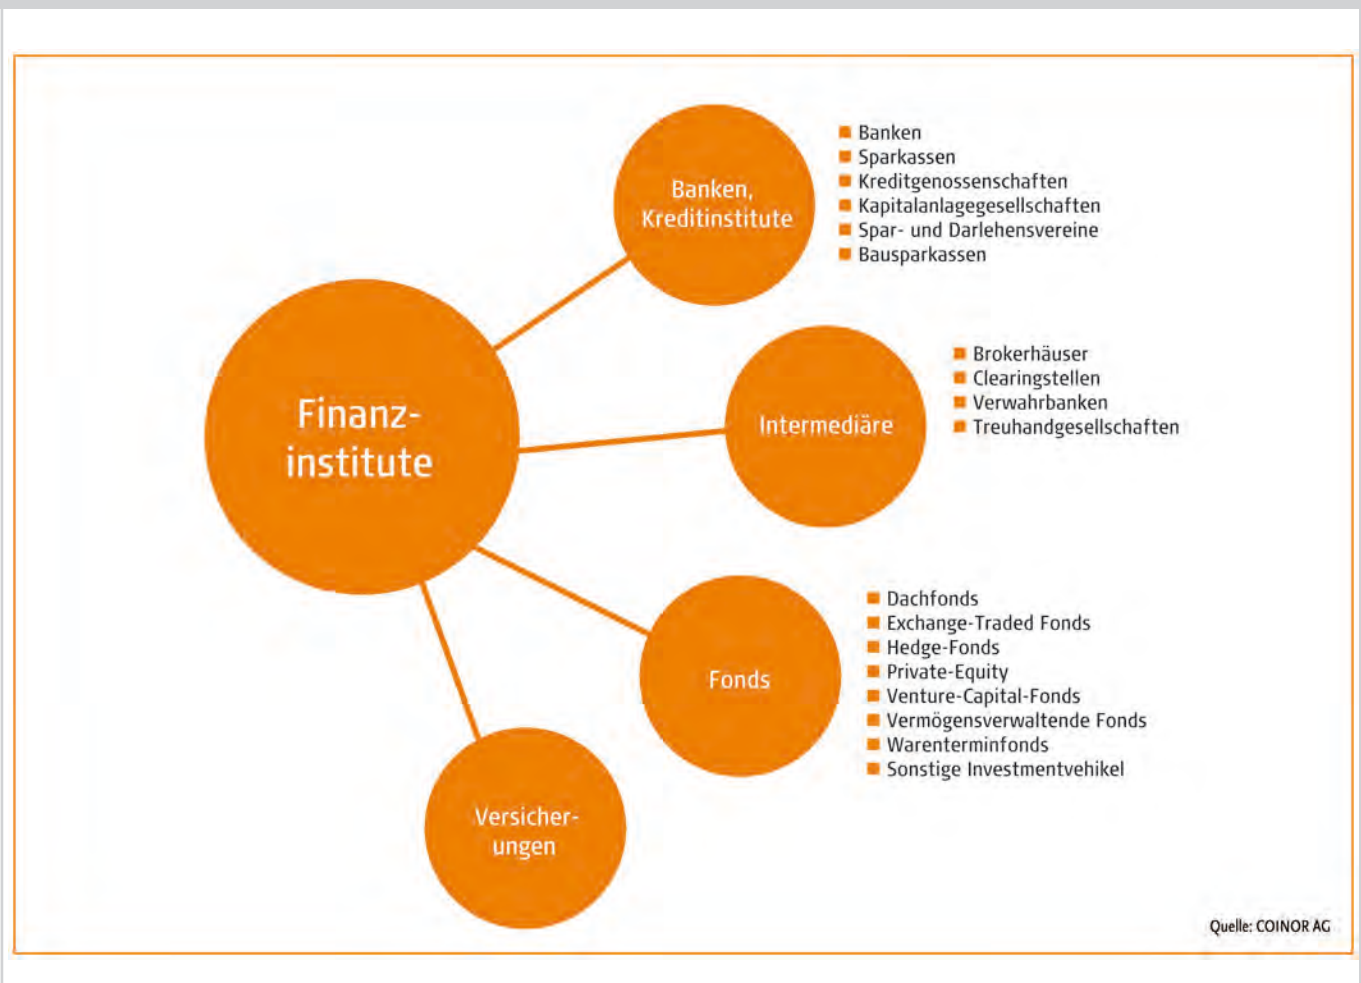 Banken,
Kreditinstitute
Banken
Sparkassen
Kreditgenossenschaften
Kapitalanlagegesellschaften
Spar- und Darlehensvereine
Bausparkassen
Finanz-
institute
Intermediäre
Brokerhäuser
Clearingstellen
Verwahrbanken
Treuhandgesellschaften
Fonds
Dachfonds
Exchange-Traded Fonds
Hedge-Fonds
Private-Equity
Venture-Capital-Fonds
Vermögensverwaltende Fonds
Warenterminfonds
Sonstige Investmentvehikel
Versicher-
ungen
Quelle: COINOR AG